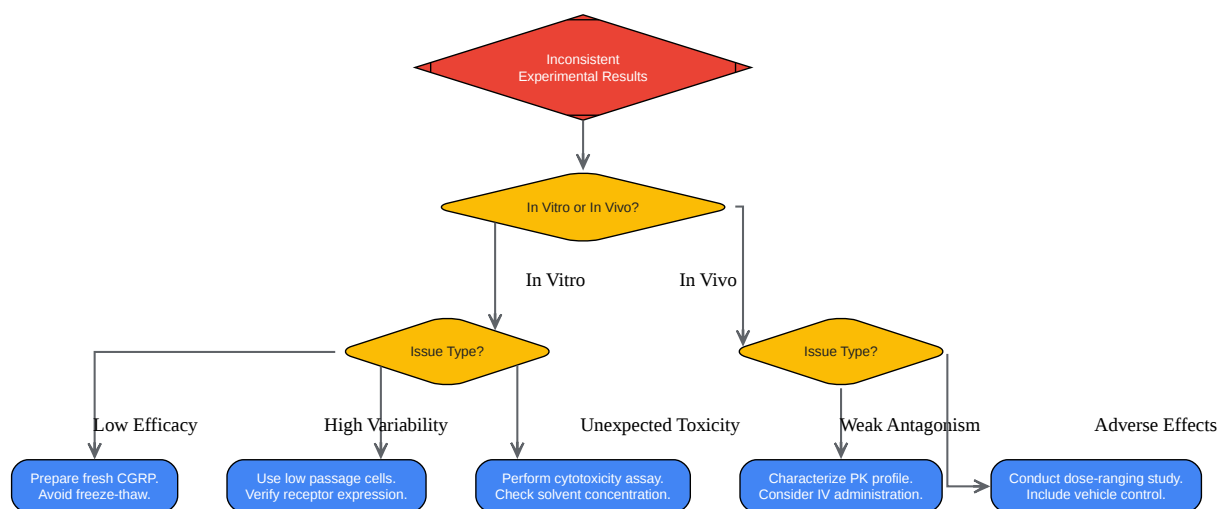 Inconsistent
Experimental Results
In Vitro or In Vivo?
In Vitro
In Vivo
Issue Type?
Issue Type?
Low Efficacy
High Variability
Unexpected Toxicity
Weak Antagonism
Adverse Effects
Prepare fresh CGRP.
Avoid freeze-thaw.
Use low passage cells.
Verify receptor expression.
Perform cytotoxicity assay.
Check solvent concentration.
Characterize PK profile.
Consider IV administration.
Conduct dose-ranging study.
Include vehicle control.